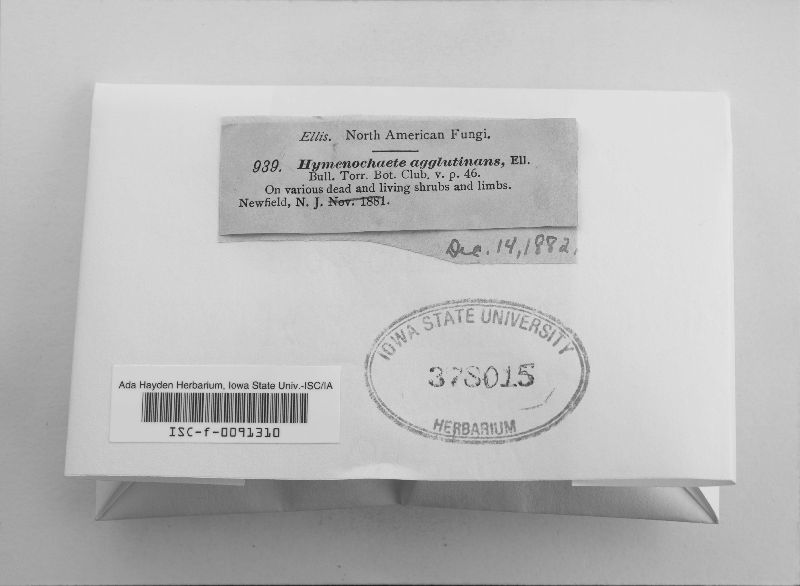 Ellis. North American Fungi.
939. Hymenochaete agglutinans, Ell.
Bull. Torr. Bot. Club. v. p. 46.
On various dead and living shrubs and limbs.
Newfield, N. J. Nov. 1881.
Dec. 14, 1882.
IOWA STATE UNIVERSITY
378015
HERBARIUM
Ada Hayden Herbarium, Iowa State Univ.-ISC/IA
ISC-f-0091310